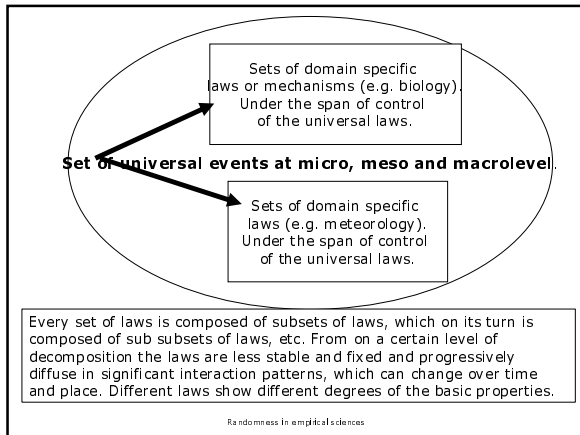 Sets of domain specific
laws or mechanisms (e.g. biology).
Under the span of control
of the universal laws.
Set of universal events at micro, meso and macrolevel.
Sets of domain specific
laws (e.g. meteorology).
Under the span of control
of the universal laws.
Every set of laws is composed of subsets of laws, which on its turn is
composed of sub subsets of laws, etc. From on a certain level of
decomposition the laws are less stable and fixed and progressively
diffuse in significant interaction patterns, which can change over time
and place. Different laws show different degrees of the basic properties.
Randomness in empirical sciences